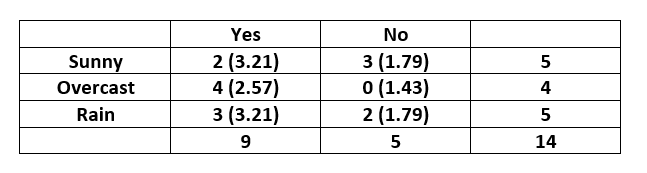 Yes No
Sunny 2 (3.21) 3 (1.79) 5
Overcast 4 (2.57) 0 (1.43) 4
Rain 3 (3.21) 2 (1.79) 5
9 5 14